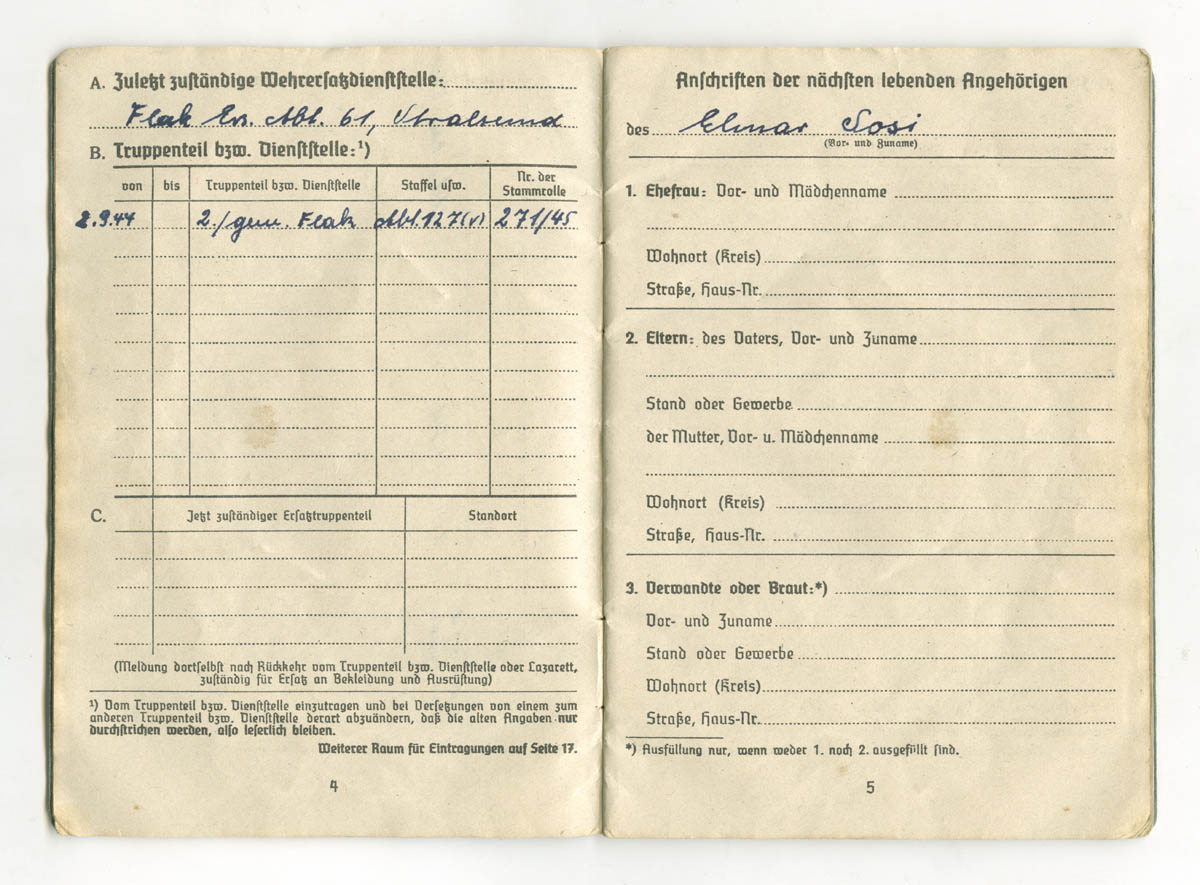 A. Zuletzt zuständige Wehrersatzdienststelle:
Flak Ers. Abt. 61, Stralsund
B. Truppenteil bzw. Dienststelle:¹)
von bis Truppenteil bzw. Dienststelle Staffel usw. Nr. der Stammrolle
2.9.44 2./gem. Flak Abt. 127(v) 271/45
C. Jetzt zuständiger Ersatztruppenteil Standort
(Meldung dortselbst nach Rückkehr vom Truppenteil bzw. Dienststelle oder Lazarett,
zuständig für Ersatz an Bekleidung und Ausrüstung)
¹) Vom Truppenteil bzw. Dienststelle einzutragen und bei Versetzungen von einem zum
anderen Truppenteil bzw. Dienststelle derart abzuändern, daß die alten Angaben nur
durchstrichen werden, also leserlich bleiben.
Weiterer Raum für Eintragungen auf Seite 17.
4
Anschriften der nächsten lebenden Angehörigen
des Elmar Sosi
(Vor- und Zuname)
1. Ehefrau: Vor- und Mädchenname
Wohnort (Kreis)
Straße, Haus-Nr.
2. Eltern: des Vaters, Vor- und Zuname
Stand oder Gewerbe
der Mutter, Vor- u. Mädchenname
Wohnort (Kreis)
Straße, Haus-Nr.
3. Verwandte oder Braut:*)
Vor- und Zuname
Stand oder Gewerbe
Wohnort (Kreis)
Straße, Haus-Nr.
*) Ausfüllung nur, wenn weder 1. noch 2. ausgefüllt sind.
5